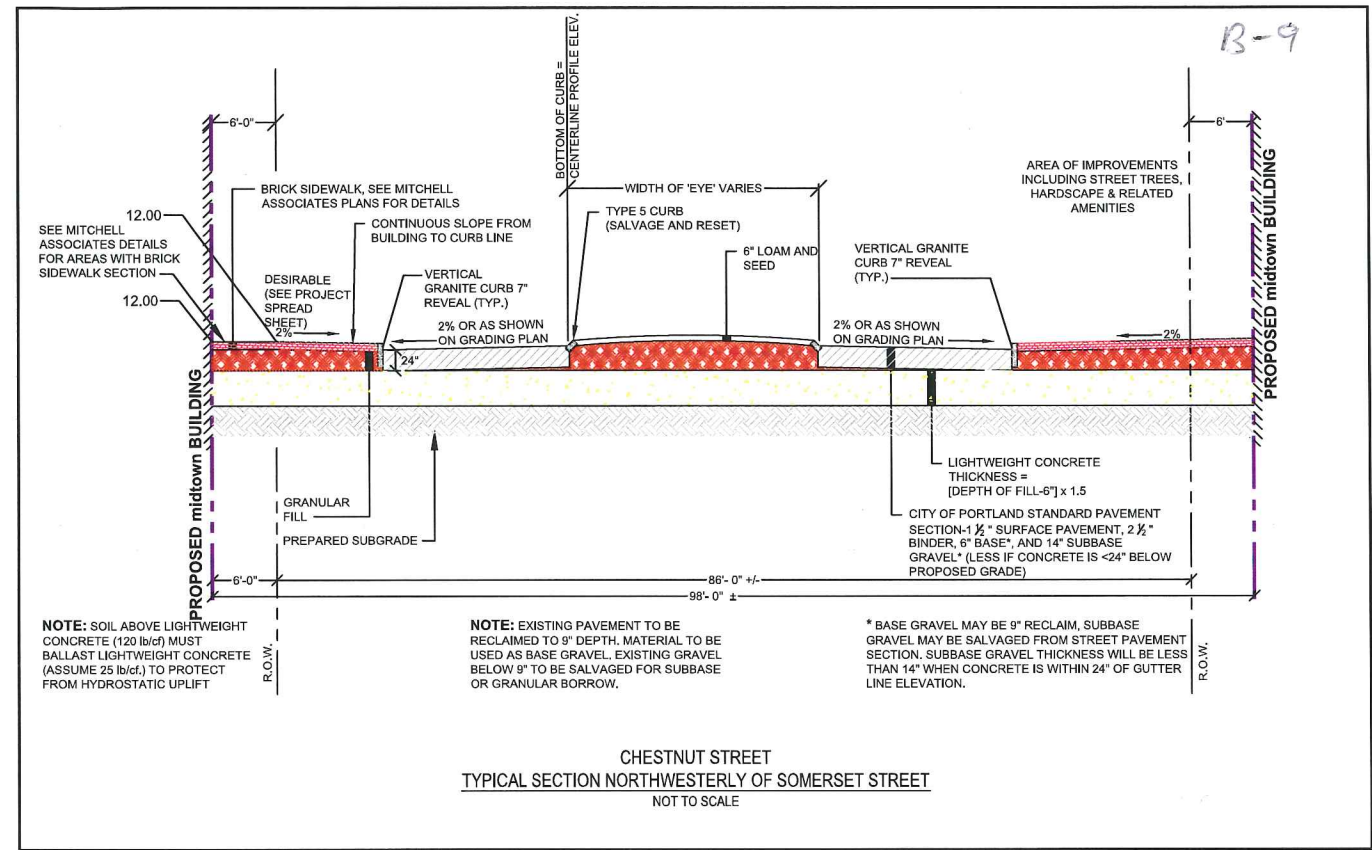 B-9
BOTTOM OF CURB =
CENTERLINE PROFILE ELEV.
6'-0"
6'
BRICK SIDEWALK, SEE MITCHELL
ASSOCIATES PLANS FOR DETAILS
WIDTH OF 'EYE' VARIES
AREA OF IMPROVEMENTS
INCLUDING STREET TREES,
HARDSCAPE & RELATED
AMENITIES
12.00
SEE MITCHELL
ASSOCIATES DETAILS
FOR AREAS WITH BRICK
SIDEWALK SECTION
12.00
CONTINUOUS SLOPE FROM
BUILDING TO CURB LINE
TYPE 5 CURB
(SALVAGE AND RESET)
6" LOAM AND
SEED
VERTICAL GRANITE
CURB 7" REVEAL
(TYP.)
DESIRABLE
(SEE PROJECT
SPREAD
SHEET)
2%
VERTICAL
GRANITE CURB 7"
REVEAL (TYP.)
2% OR AS SHOWN
ON GRADING PLAN
2% OR AS SHOWN
ON GRADING PLAN
2%
24"
PROPOSED midtown BUILDING
PROPOSED midtown BUILDING
GRANULAR
FILL
PREPARED SUBGRADE
LIGHTWEIGHT CONCRETE
THICKNESS =
[DEPTH OF FILL-6"] x 1.5
CITY OF PORTLAND STANDARD PAVEMENT
SECTION-1 ½ " SURFACE PAVEMENT, 2 ½ "
BINDER, 6" BASE*, AND 14" SUBBASE
GRAVEL* (LESS IF CONCRETE IS <24" BELOW
PROPOSED GRADE)
6'-0"
86'- 0" +/-
98'- 0" ±
R.O.W.
R.O.W.
NOTE: SOIL ABOVE LIGHTWEIGHT
CONCRETE (120 lb/cf) MUST
BALLAST LIGHTWEIGHT CONCRETE
(ASSUME 25 lb/cf.) TO PROTECT
FROM HYDROSTATIC UPLIFT
NOTE: EXISTING PAVEMENT TO BE
RECLAIMED TO 9" DEPTH. MATERIAL TO BE
USED AS BASE GRAVEL. EXISTING GRAVEL
BELOW 9" TO BE SALVAGED FOR SUBBASE
OR GRANULAR BORROW.
* BASE GRAVEL MAY BE 9" RECLAIM, SUBBASE
GRAVEL MAY BE SALVAGED FROM STREET PAVEMENT
SECTION. SUBBASE GRAVEL THICKNESS WILL BE LESS
THAN 14" WHEN CONCRETE IS WITHIN 24" OF GUTTER
LINE ELEVATION.
CHESTNUT STREET
TYPICAL SECTION NORTHWESTERLY OF SOMERSET STREET
NOT TO SCALE